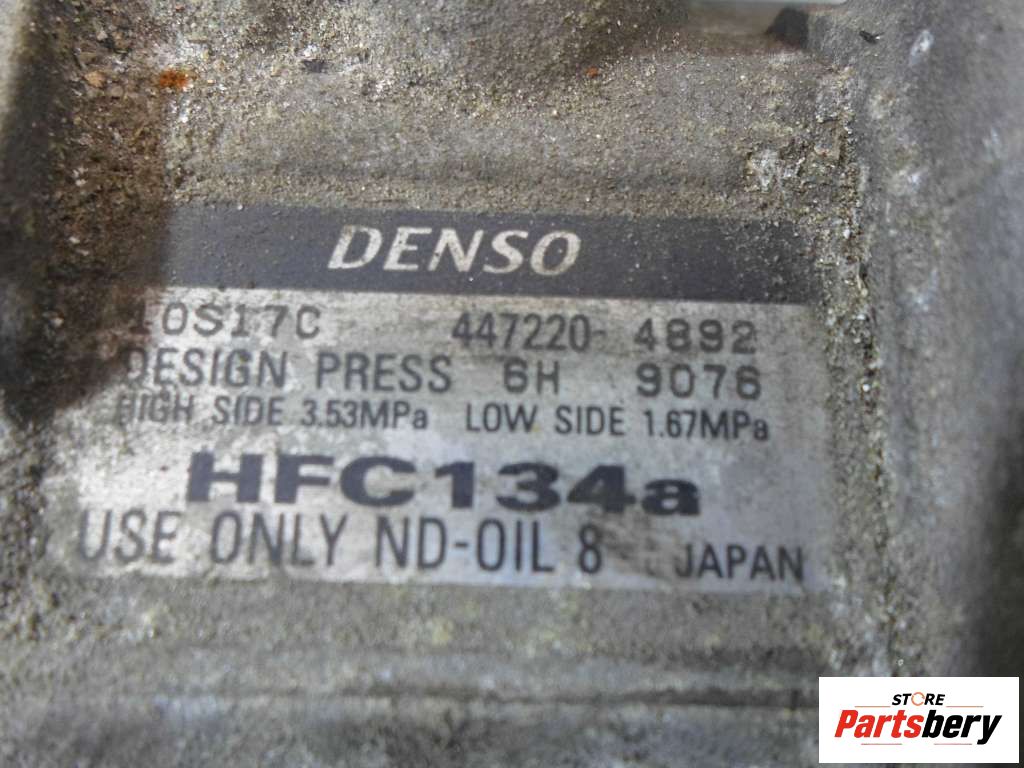 DENSO
10S17C 447220-4892
DESIGN PRESS 6H 9076
HIGH SIDE 3.53MPa LOW SIDE 1.67MPa
HFC134a
USE ONLY ND-OIL 8 JAPAN
STORE
Partsbery